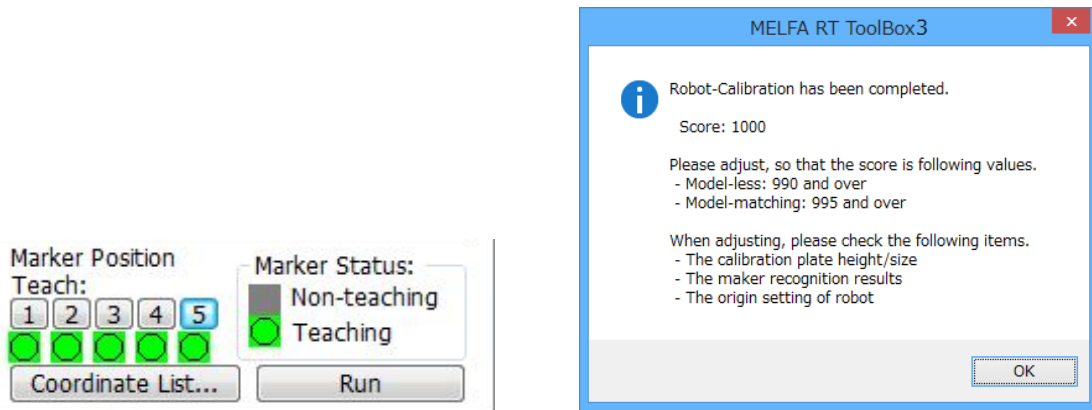 Marker Position
Teach:
1 2 3 4 5
Coordinate List...
Marker Status:
Non-teaching
Teaching
Run
MELFA RT ToolBox3
×
i
Robot-Calibration has been completed.
Score: 1000
Please adjust, so that the score is following values.
- Model-less: 990 and over
- Model-matching: 995 and over
When adjusting, please check the following items.
- The calibration plate height/size
- The maker recognition results
- The origin setting of robot
OK